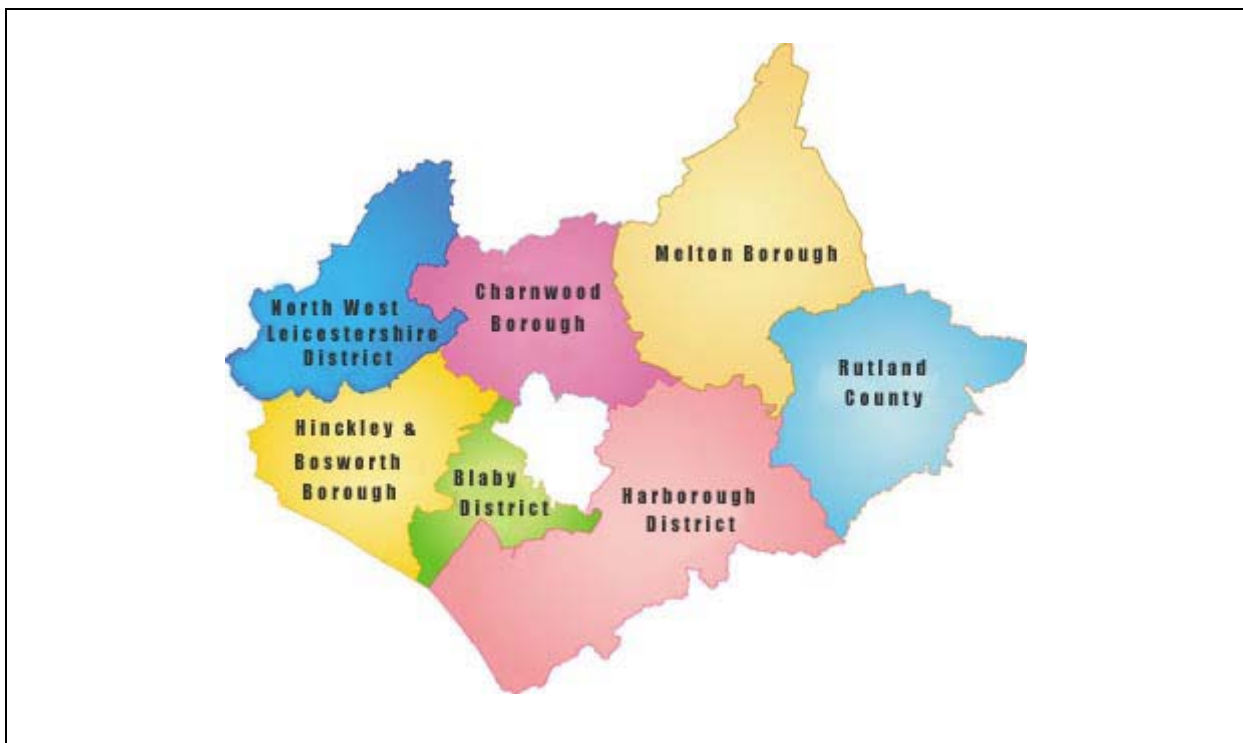 Melton Borough
Charnwood
Borough
North West
Leicestershire
District
Rutland
County
Hinckley &
Bosworth
Borough
Blaby
District
Harborough
District